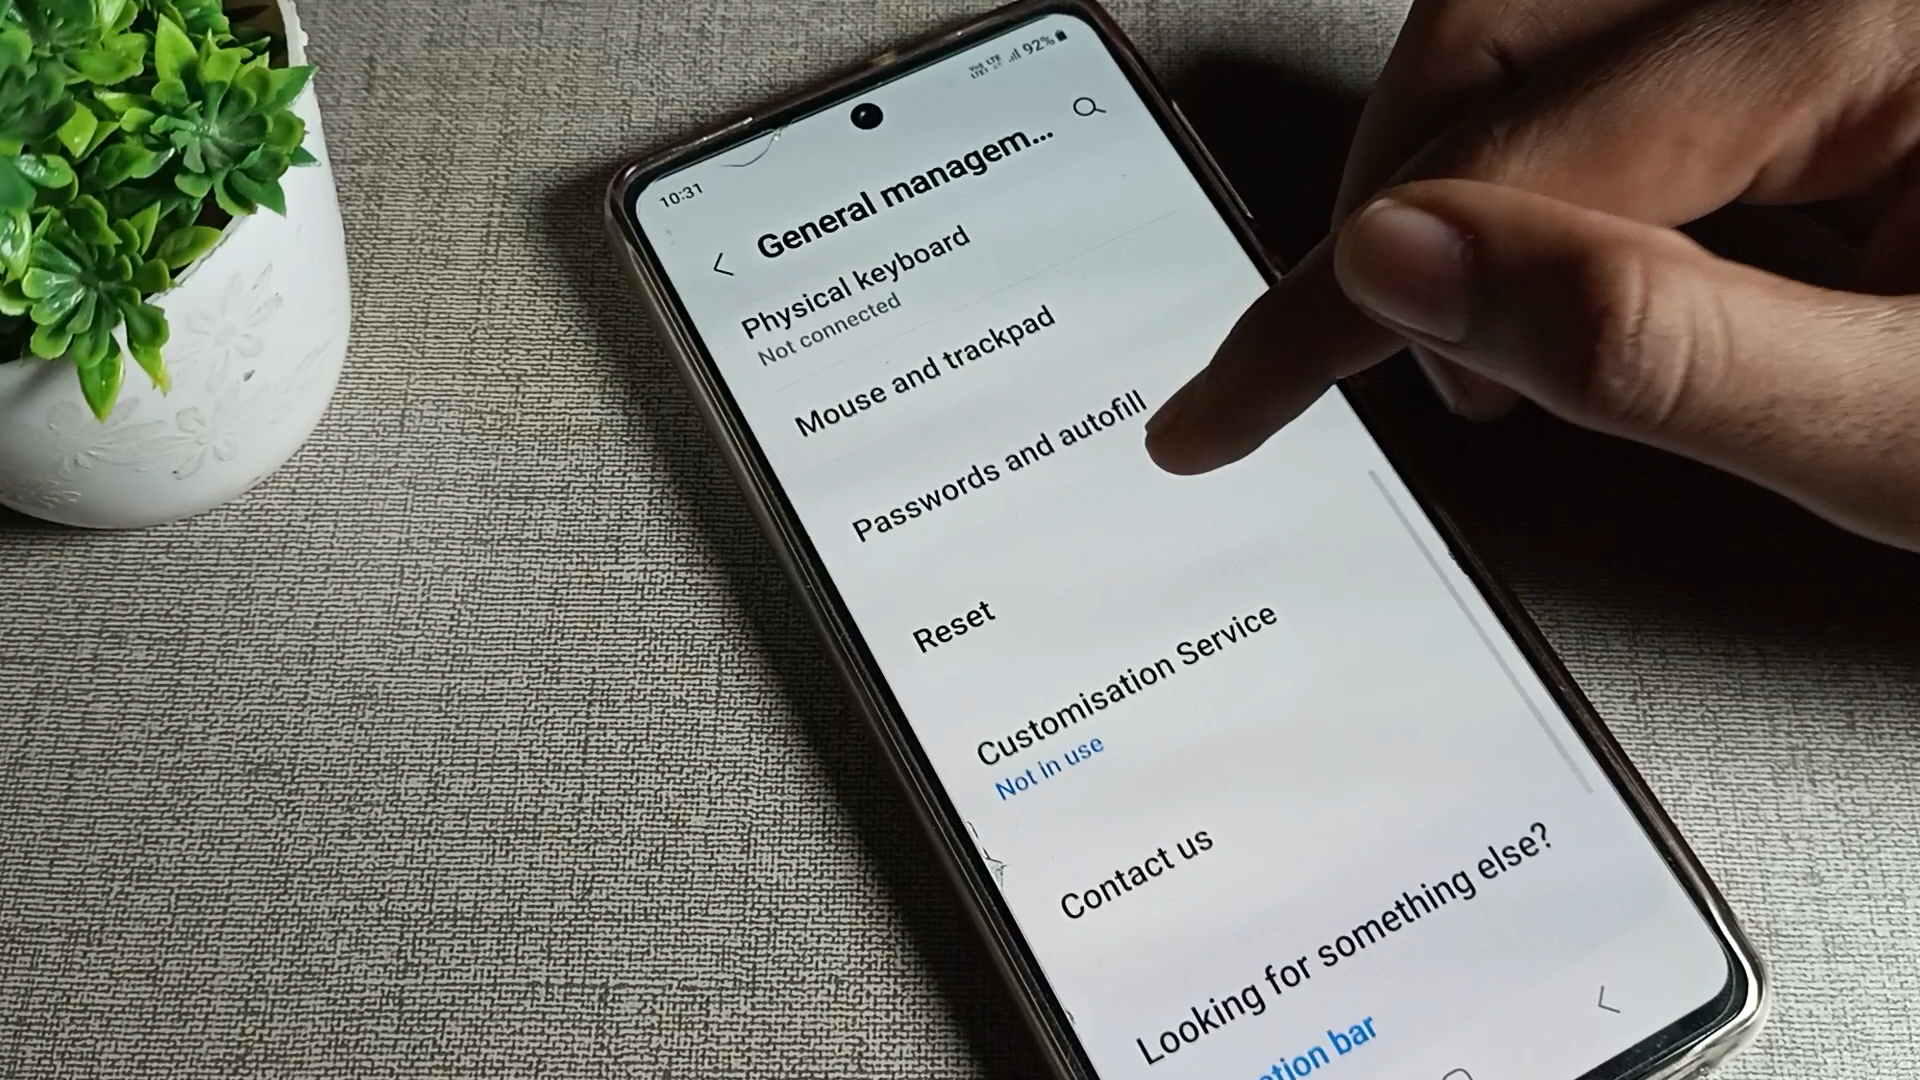 10:31
92%
General managem...
Physical keyboard
Not connected
Mouse and trackpad
Passwords and autofill
Reset
Customisation Service
Not in use
Contact us
Looking for something else?
ation bar